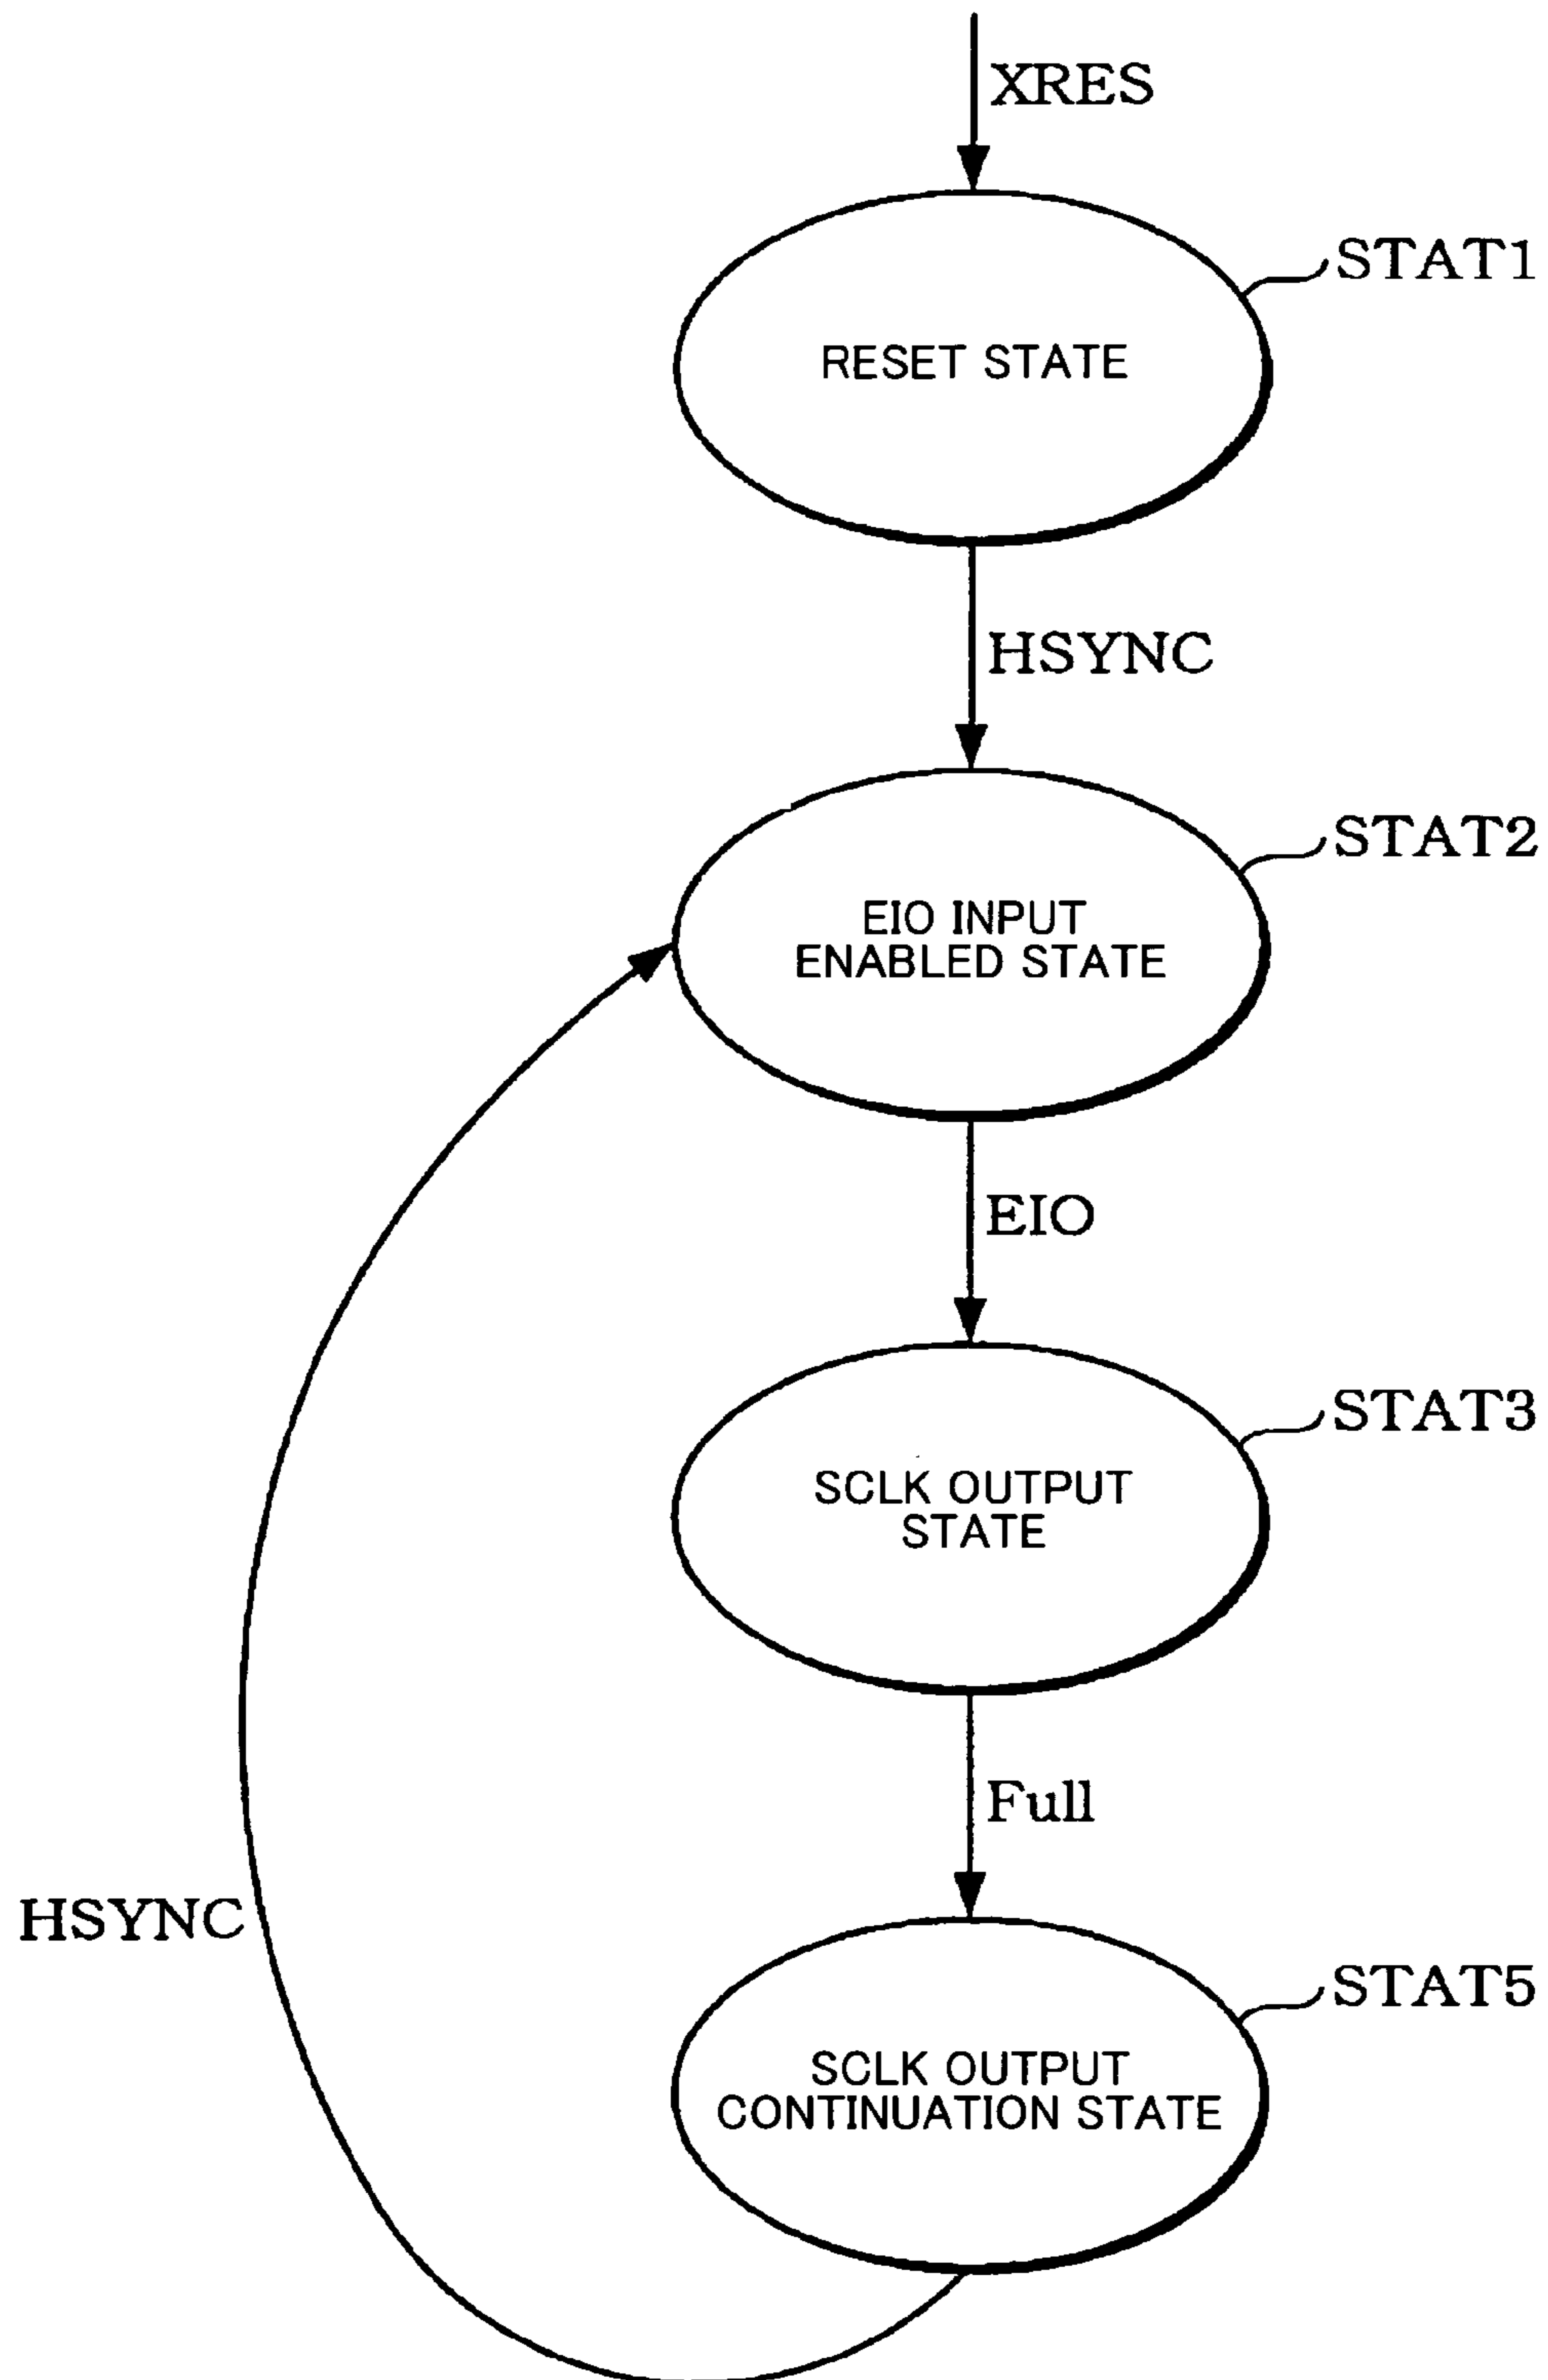 XRES
STAT1
RESET STATE
HSYNC
STAT2
EIO INPUT
ENABLED STATE
EIO
STAT3
SCLK OUTPUT
STATE
Full
HSYNC
STAT5
SCLK OUTPUT
CONTINUATION STATE